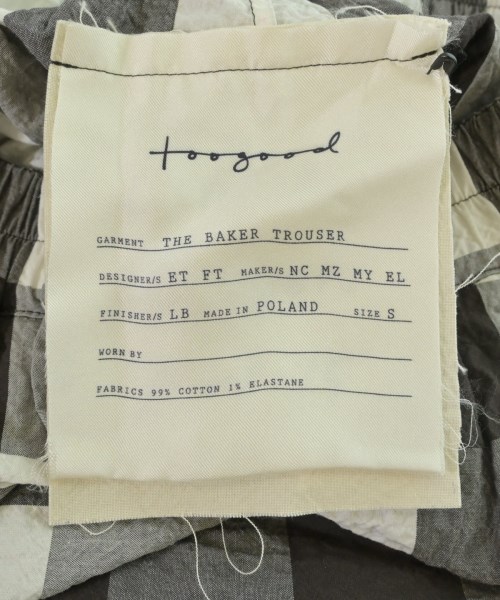 toogood
GARMENT THE BAKER TROUSER
DESIGNER/S ET FT MAKER/S NC MZ MY EL
FINISHER/S LB MADE IN POLAND SIZE S
WORN BY
FABRICS 99% COTTON 1% ELASTANE